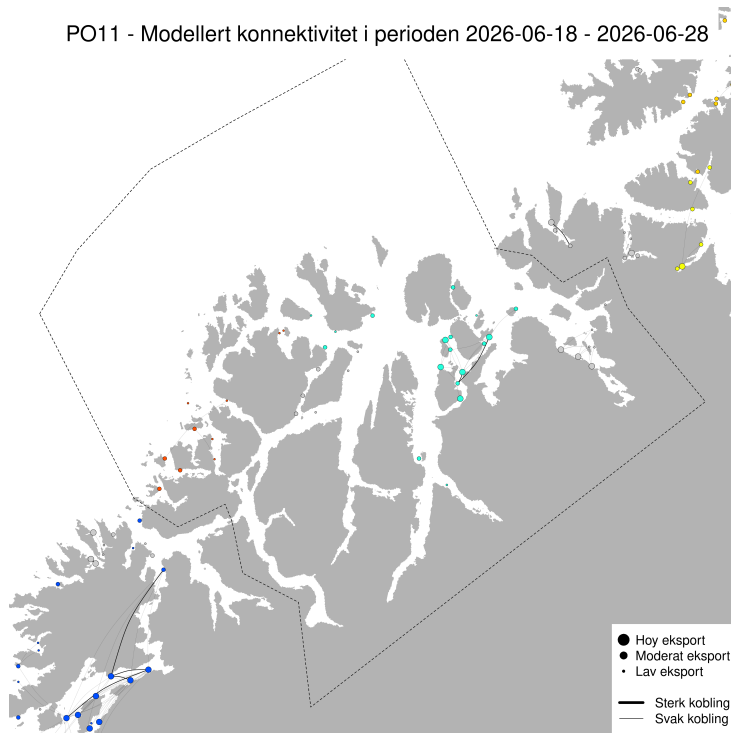 PO11 - Modellert konnektivitet i perioden 2026-06-18 - 2026-06-28
Hoy eksport
Moderat eksport
Lav eksport
Sterk kobling
Svak kobling